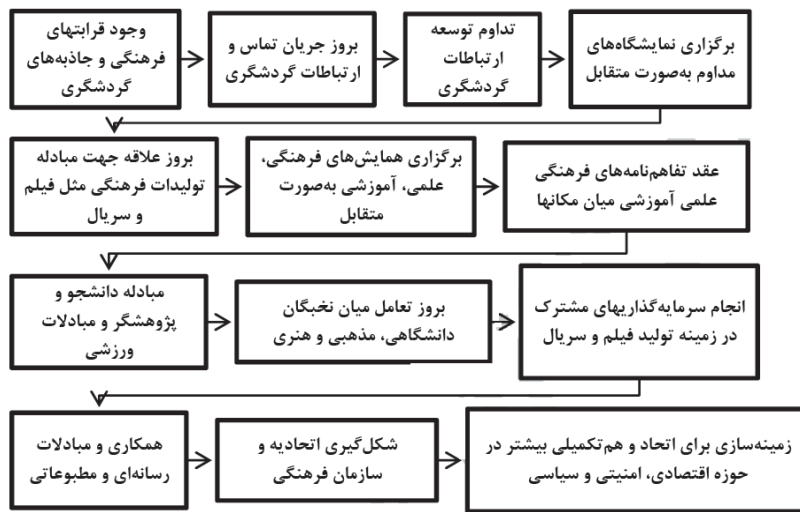 وجود قرابتهای
فرهنگی و جاذبه‌های
گردشگری
بروز جریان تماس و
ارتباطات گردشگری
تداوم توسعه
ارتباطات
گردشگری
برگزاری نمایشگاه‌های
مداوم به‌صورت متقابل
بروز علاقه جهت مبادله
تولیدات فرهنگی مثل فیلم
و سریال
برگزاری همایش‌های فرهنگی،
علمی، آموزشی به‌صورت
متقابل
عقد تفاهم‌نامه‌های فرهنگی
علمی آموزشی میان مکانها
مبادله دانشجو و
پژوهشگر و مبادلات
ورزشی
بروز تعامل میان نخبگان
دانشگاهی، مذهبی و هنری
انجام سرمایه‌گذاریهای مشترک
در زمینه تولید فیلم و سریال
همکاری و مبادلات
رسانه‌ای و مطبوعاتی
شکل‌گیری اتحادیه و
سازمان فرهنگی
زمینه‌سازی برای اتحاد و هم‌تکمیلی بیشتر در
حوزه اقتصادی، امنیتی و سیاسی